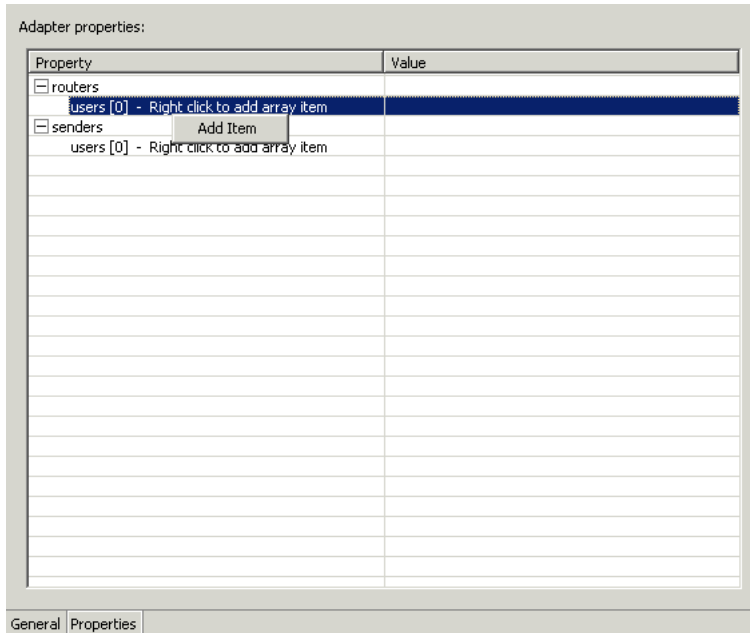 Adapter properties:
Property Value
routers
users [0] - Right click to add array item
senders Add Item
users [0] - Right click to add array item
General Properties